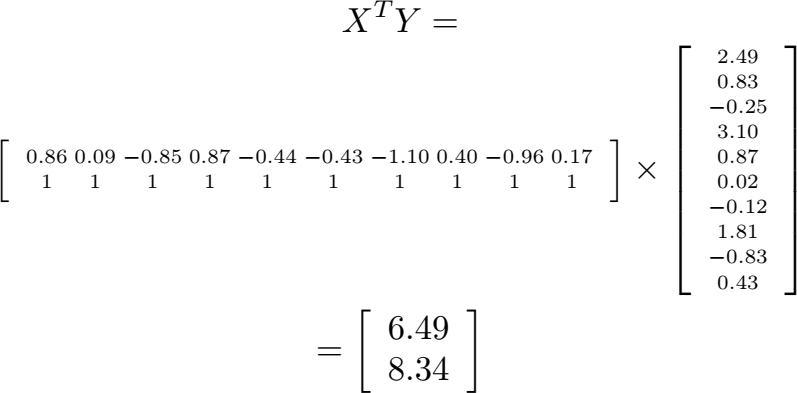 X^T Y =
[ 0.86 0.09 −0.85 0.87 −0.44 −0.43 −1.10 0.40 −0.96 0.17
1 1 1 1 1 1 1 1 1 1 ] × [
2.49
0.83
−0.25
3.10
0.87
0.02
−0.12
1.81
−0.83
0.43 ]
= [ 6.49
8.34 ]